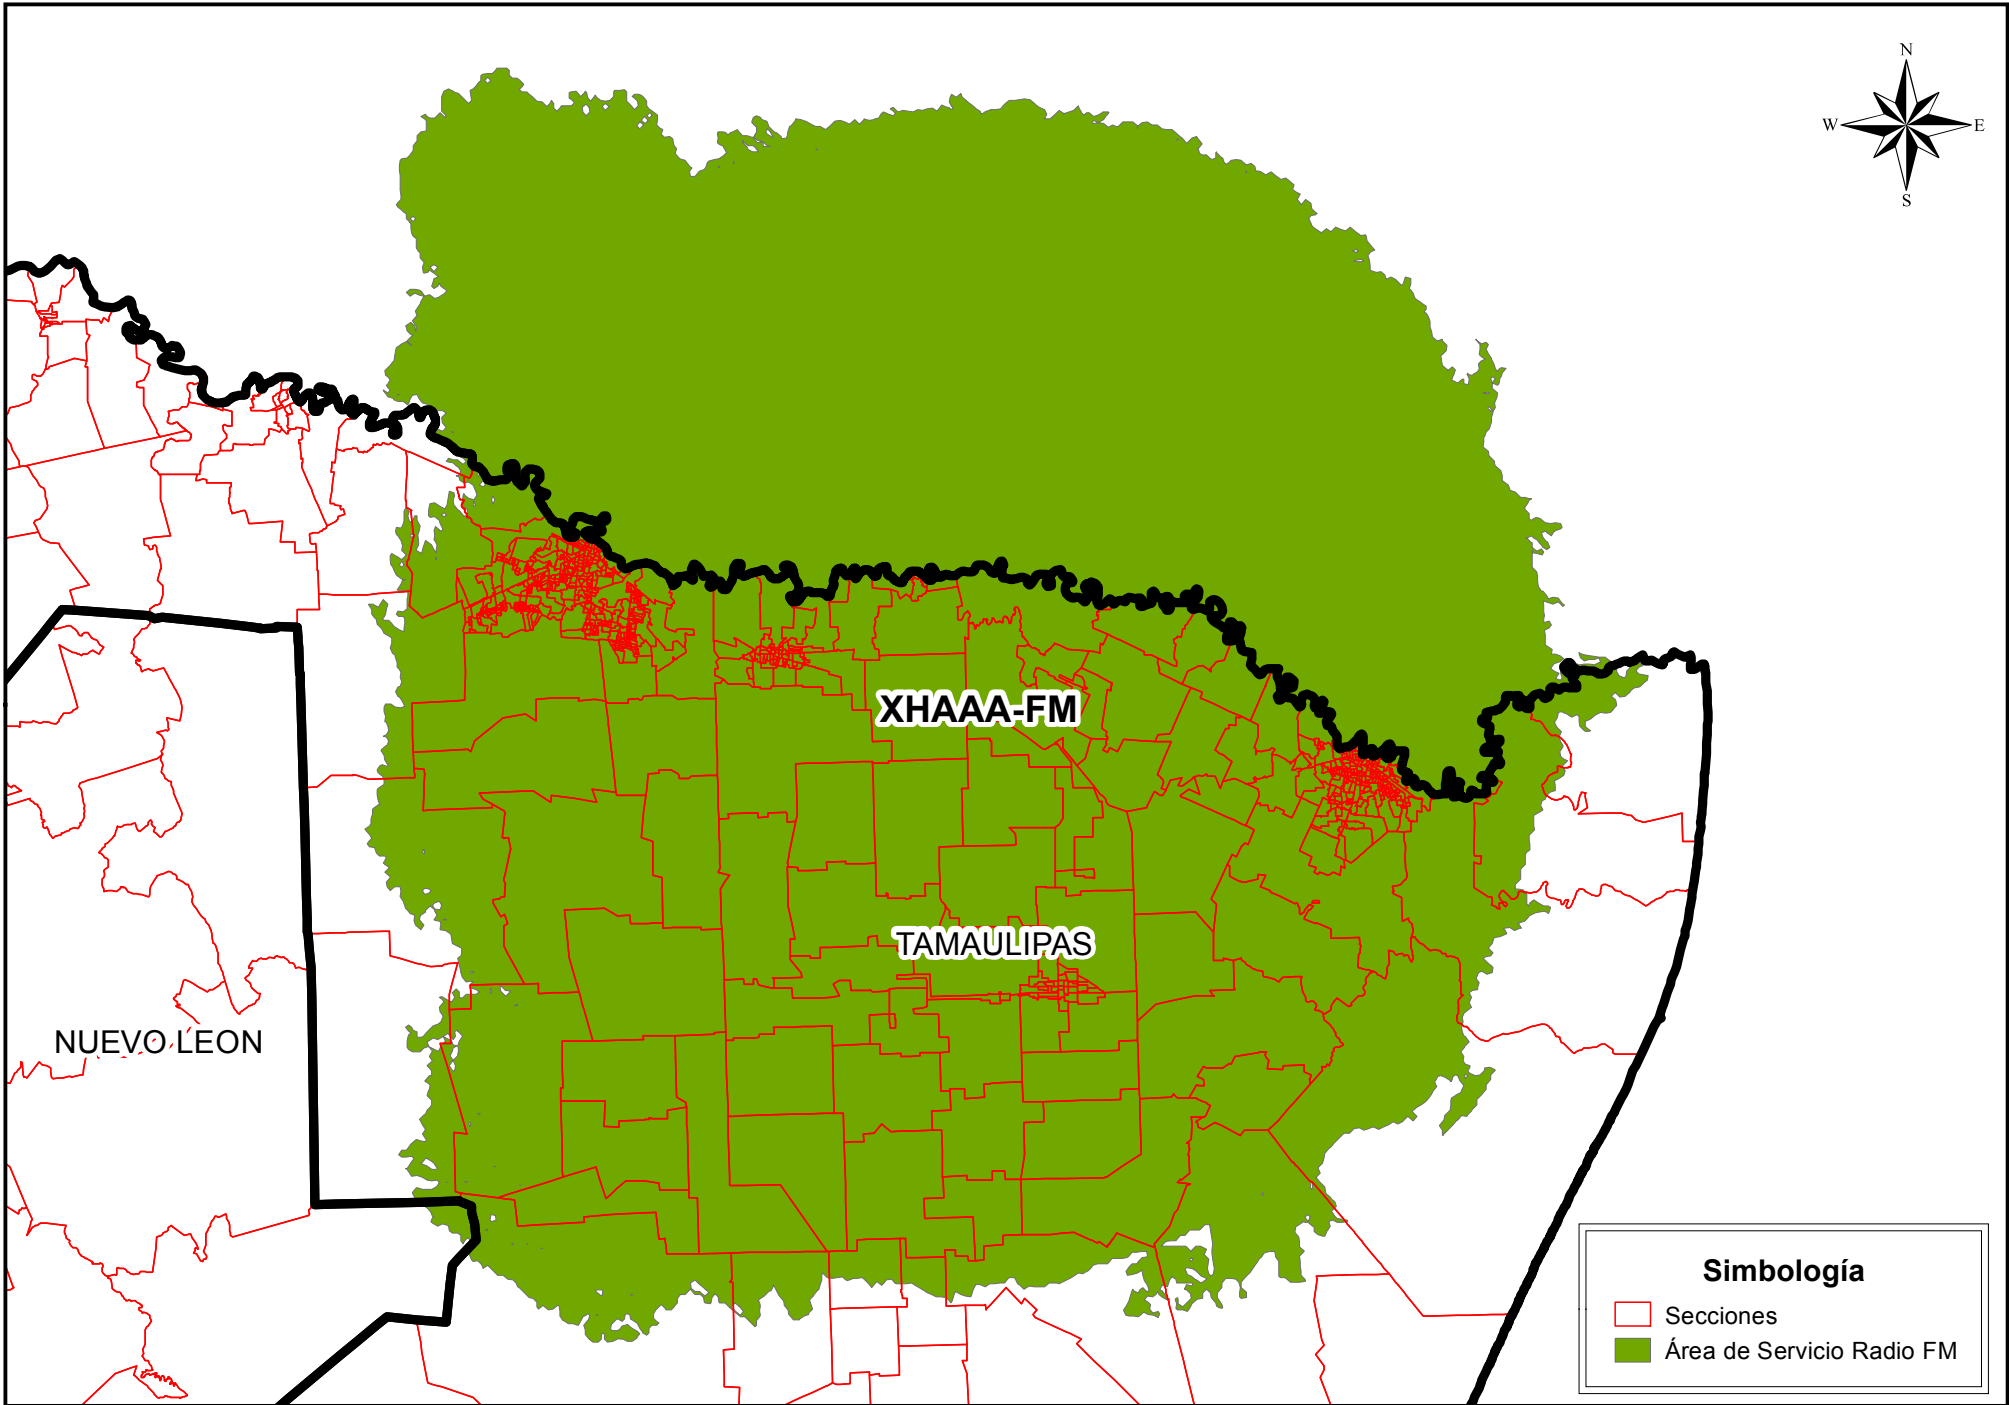 N
W E
S
XHAAA-FM
TAMAULIPAS
NUEVO LEON
Simbología
Secciones
Área de Servicio Radio FM